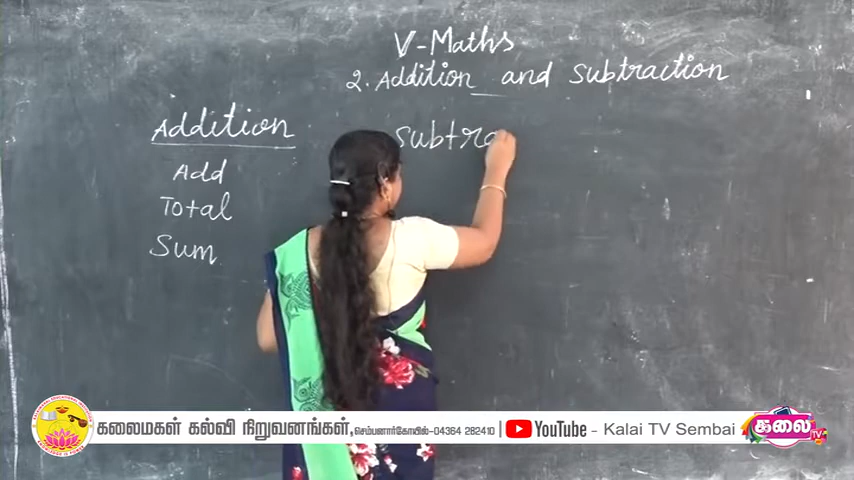 V-Maths
2. Addition and subtraction
Addition
Subtra
Add
Total
Sum
கலைமகள் கல்வி நிறுவனங்கள், செம்பனார்கோயில்-04364 282410 | YouTube - Kalai TV Sembai
கலை TV